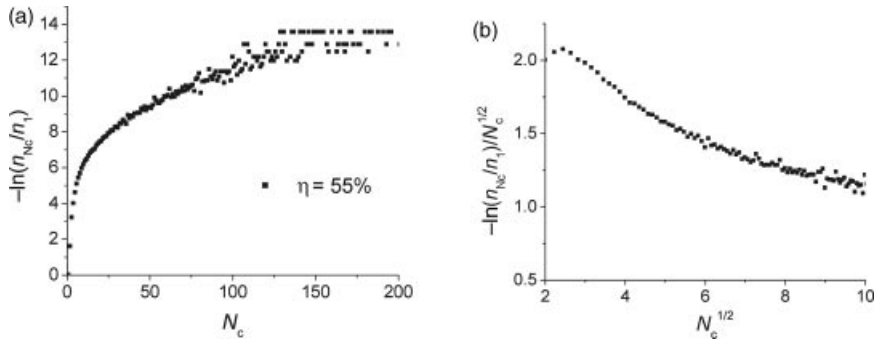 (a)
14
12
10
8
6
4
2
0
−ln(n_Nc/n_1)
η = 55%
0 50 100 150 200
N_c
(b)
2.0
1.5
1.0
0.5
−ln(n_Nc/n_1)/N_c^1/2
2 4 6 8 10
N_c^1/2